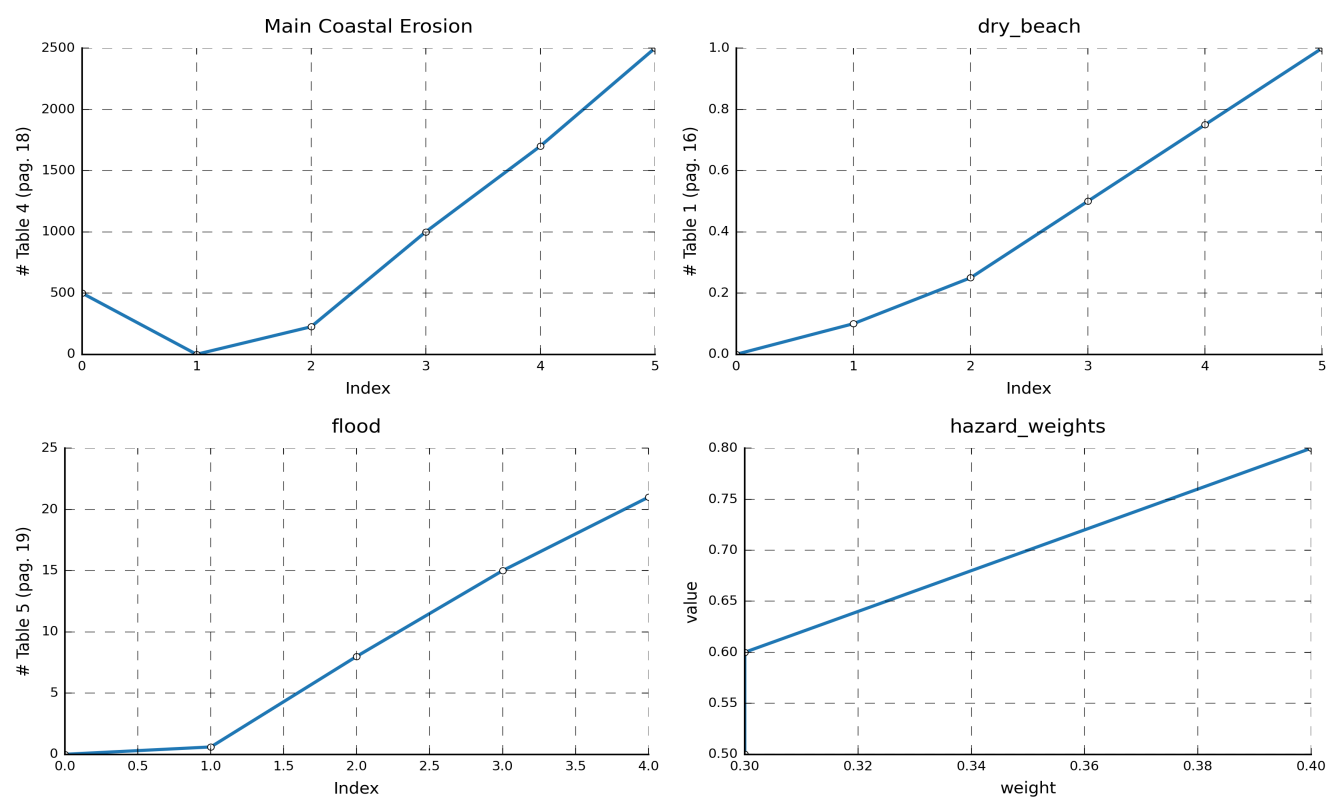 Main Coastal Erosion
# Table 4 (pag. 18)
2500
2000
1500
1000
500
0
0 1 2 3 4 5
Index
dry_beach
# Table 1 (pag. 16)
1.0
0.8
0.6
0.4
0.2
0.0
0 1 2 3 4 5
Index
flood
# Table 5 (pag. 19)
25
20
15
10
5
0
0.0 0.5 1.0 1.5 2.0 2.5 3.0 3.5 4.0
Index
hazard_weights
value
0.80
0.75
0.70
0.65
0.60
0.55
0.50
0.30 0.32 0.34 0.36 0.38 0.40
weight